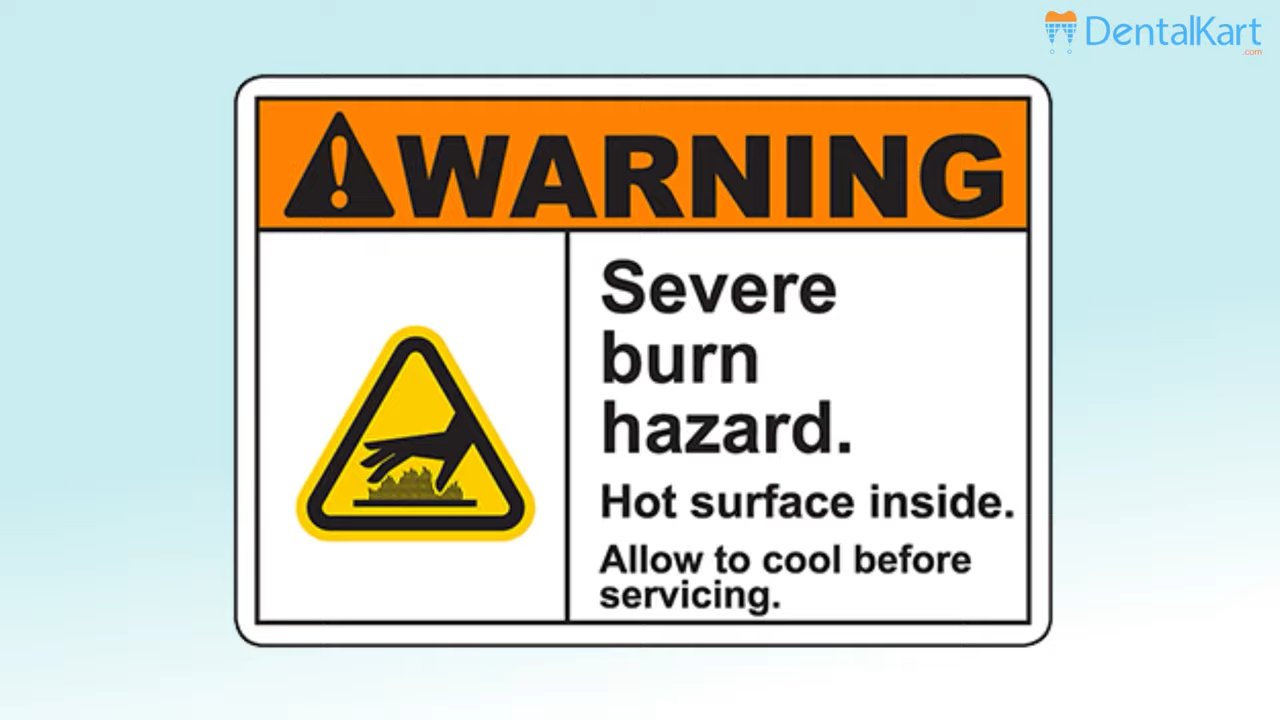 DentalKart
.com
WARNING
Severe
burn
hazard.
Hot surface inside.
Allow to cool before
servicing.